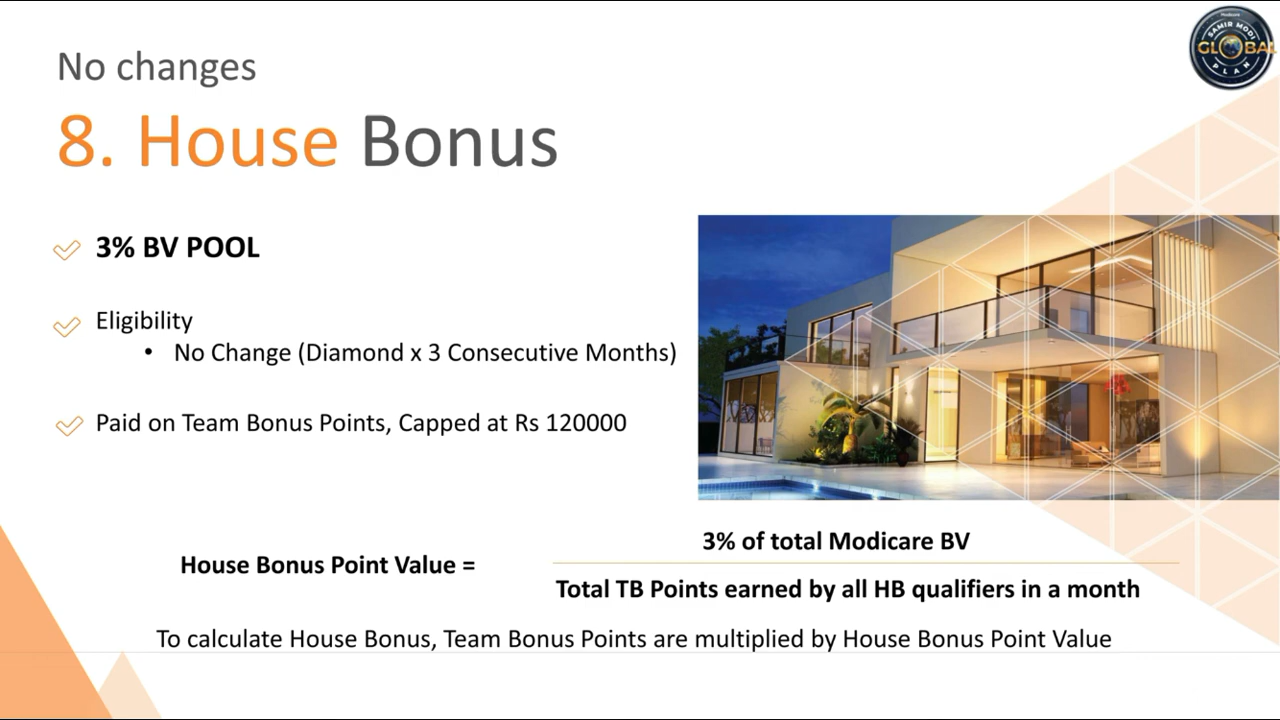 Modicare
SAMIR MODI
GLOBAL
PLAN
No changes
8. House Bonus
3% BV POOL
Eligibility
• No Change (Diamond x 3 Consecutive Months)
Paid on Team Bonus Points, Capped at Rs 120000
3% of total Modicare BV
House Bonus Point Value =
Total TB Points earned by all HB qualifiers in a month
To calculate House Bonus, Team Bonus Points are multiplied by House Bonus Point Value